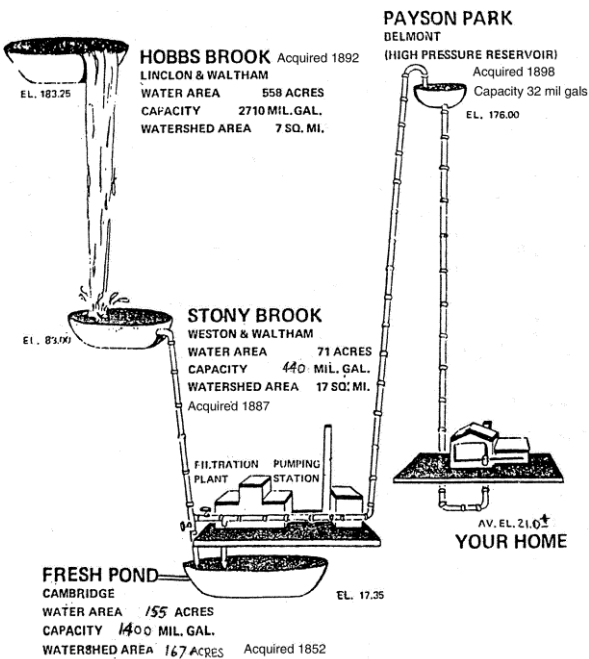 HOBBS BROOK Acquired 1892
LINCLON & WALTHAM
WATER AREA 558 ACRES
CAPACITY 2710 MIL.GAL.
WATERSHED AREA 7 SQ. MI.
EL. 183.25
PAYSON PARK
BELMONT
(HIGH PRESSURE RESERVOIR)
Acquired 1898
Capacity 32 mil gals
EL. 176.00
STONY BROOK
WESTON & WALTHAM
WATER AREA 71 ACRES
CAPACITY 440 MIL. GAL.
WATERSHED AREA 17 SQ. MI.
Acquired 1887
EL. 83.00
FILTRATION PLANT
PUMPING STATION
AV. EL. 21.0±
YOUR HOME
FRESH POND
CAMBRIDGE
WATER AREA 155 ACRES
CAPACITY 1400 MIL. GAL.
WATERSHED AREA 167 ACRES Acquired 1852
EL. 17.35